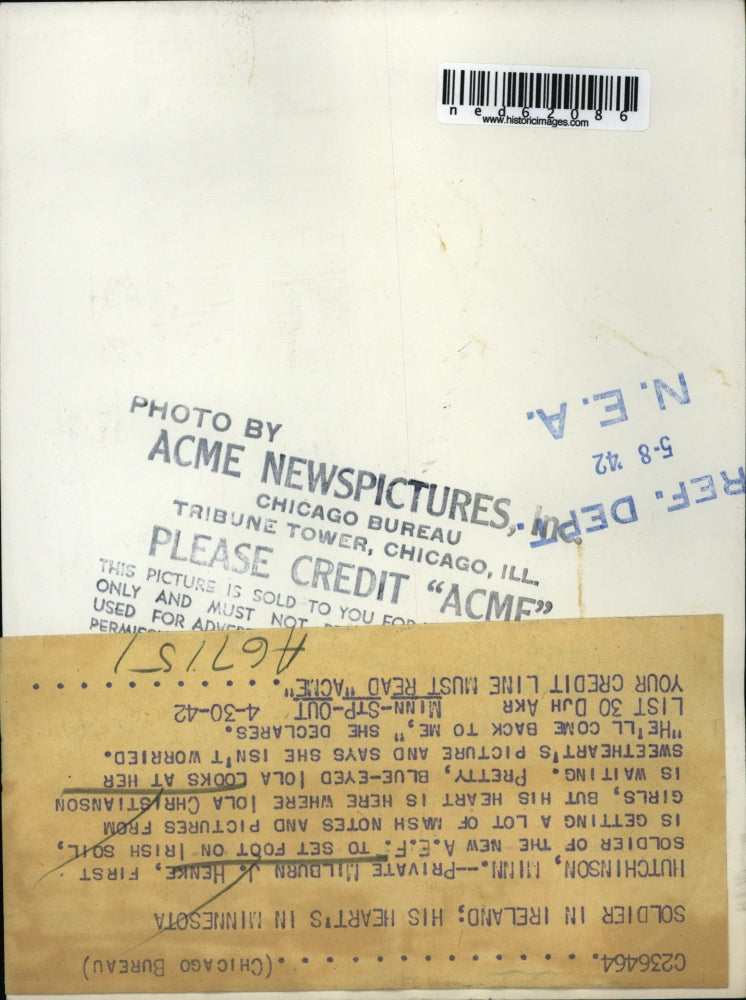 ned62086
www.historicimages.com
N.E.A.
5-8 '42
REF. DEPT.
PHOTO BY
ACME NEWSPICTURES, Inc.
CHICAGO BUREAU
TRIBUNE TOWER, CHICAGO, ILL.
PLEASE CREDIT "ACME"
THIS PICTURE IS SOLD TO YOU FOR
ONLY AND MUST NOT
USED FOR
C236464. . . . . . . . . . . . . . . .(CHICAGO BUREAU)
SOLDIER IN IRELAND; HIS HEART'S IN MINNESOTA
HUTCHINSON, MINN.--PRIVATE MILBURN J. HENKE, FIRST
SOLDIER OF THE NEW A.E.F. TO SET FOOT ON IRISH SOIL,
IS GETTING A LOT OF MASH NOTES AND PICTURES FROM
GIRLS, BUT HIS HEART IS HERE WHERE IOLA CHRISTIANSON
IS WAITING. PRETTY, BLUE-EYED IOLA LOOKS AT HER
SWEETHEART'S PICTURE AND SAYS SHE ISN'T WORRIED.
"HE'LL COME BACK TO ME," SHE DECLARES.
LIST 30 DJH AKR MINN-STP-OUT 4-30-42
YOUR CREDIT LINE MUST READ "ACME". . . . . . . . . . .
A67151